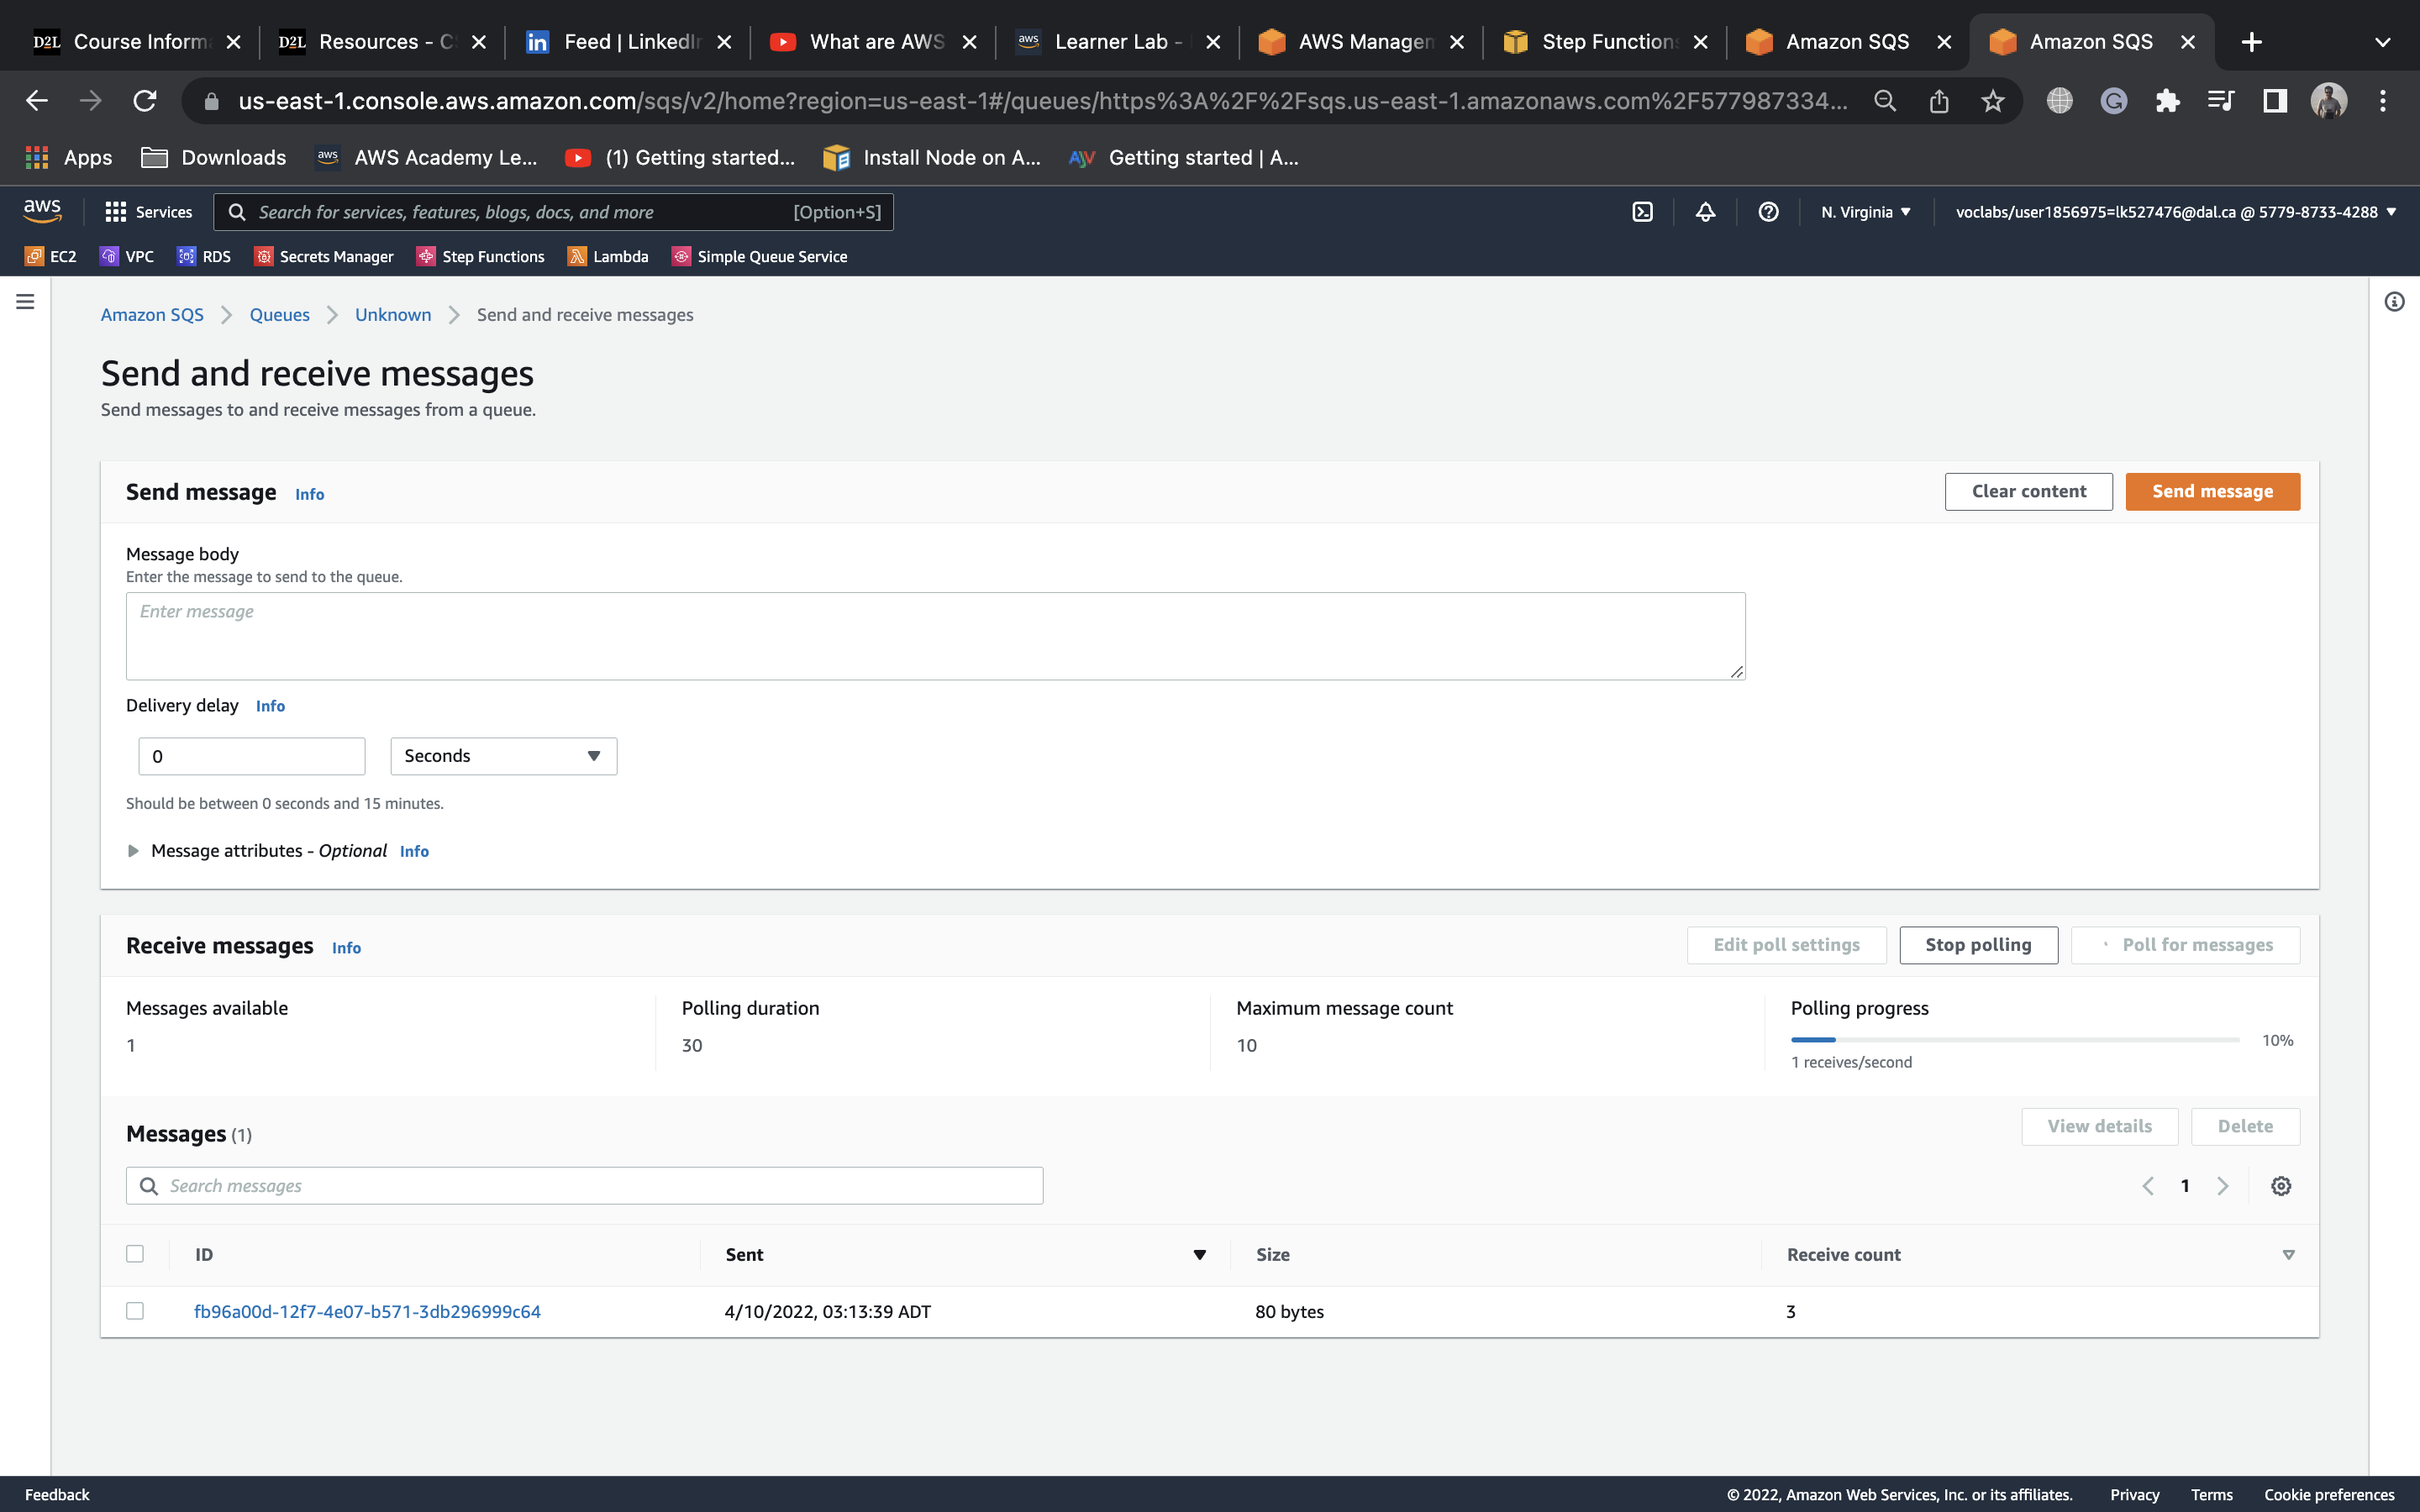 D2L Course Inform
D2L Resources - C
in Feed | LinkedIn
What are AWS
aws Learner Lab -
AWS Managem
Step Functions
Amazon SQS
Amazon SQS
us-east-1.console.aws.amazon.com/sqs/v2/home?region=us-east-1#/queues/https%3A%2F%2Fsqs.us-east-1.amazonaws.com%2F577987334...
Apps Downloads aws AWS Academy Le... (1) Getting started... Install Node on A... AJV Getting started | A...
aws Services Search for services, features, blogs, docs, and more [Option+S] N. Virginia voclabs/user1856975=lk527476@dal.ca @ 5779-8733-4288
EC2 VPC RDS Secrets Manager Step Functions Lambda Simple Queue Service
Amazon SQS Queues Unknown Send and receive messages
Send and receive messages
Send messages to and receive messages from a queue.
Send message Info Clear content Send message
Message body
Enter the message to send to the queue.
Enter message
Delivery delay Info
0 Seconds
Should be between 0 seconds and 15 minutes.
Message attributes - Optional Info
Receive messages Info Edit poll settings Stop polling Poll for messages
Messages available Polling duration Maximum message count Polling progress
1 30 10 10%
1 receives/second
Messages (1) View details Delete
Search messages 1
ID Sent Size Receive count
fb96a00d-12f7-4e07-b571-3db296999c64 4/10/2022, 03:13:39 ADT 80 bytes 3
Feedback © 2022, Amazon Web Services, Inc. or its affiliates. Privacy Terms Cookie preferences